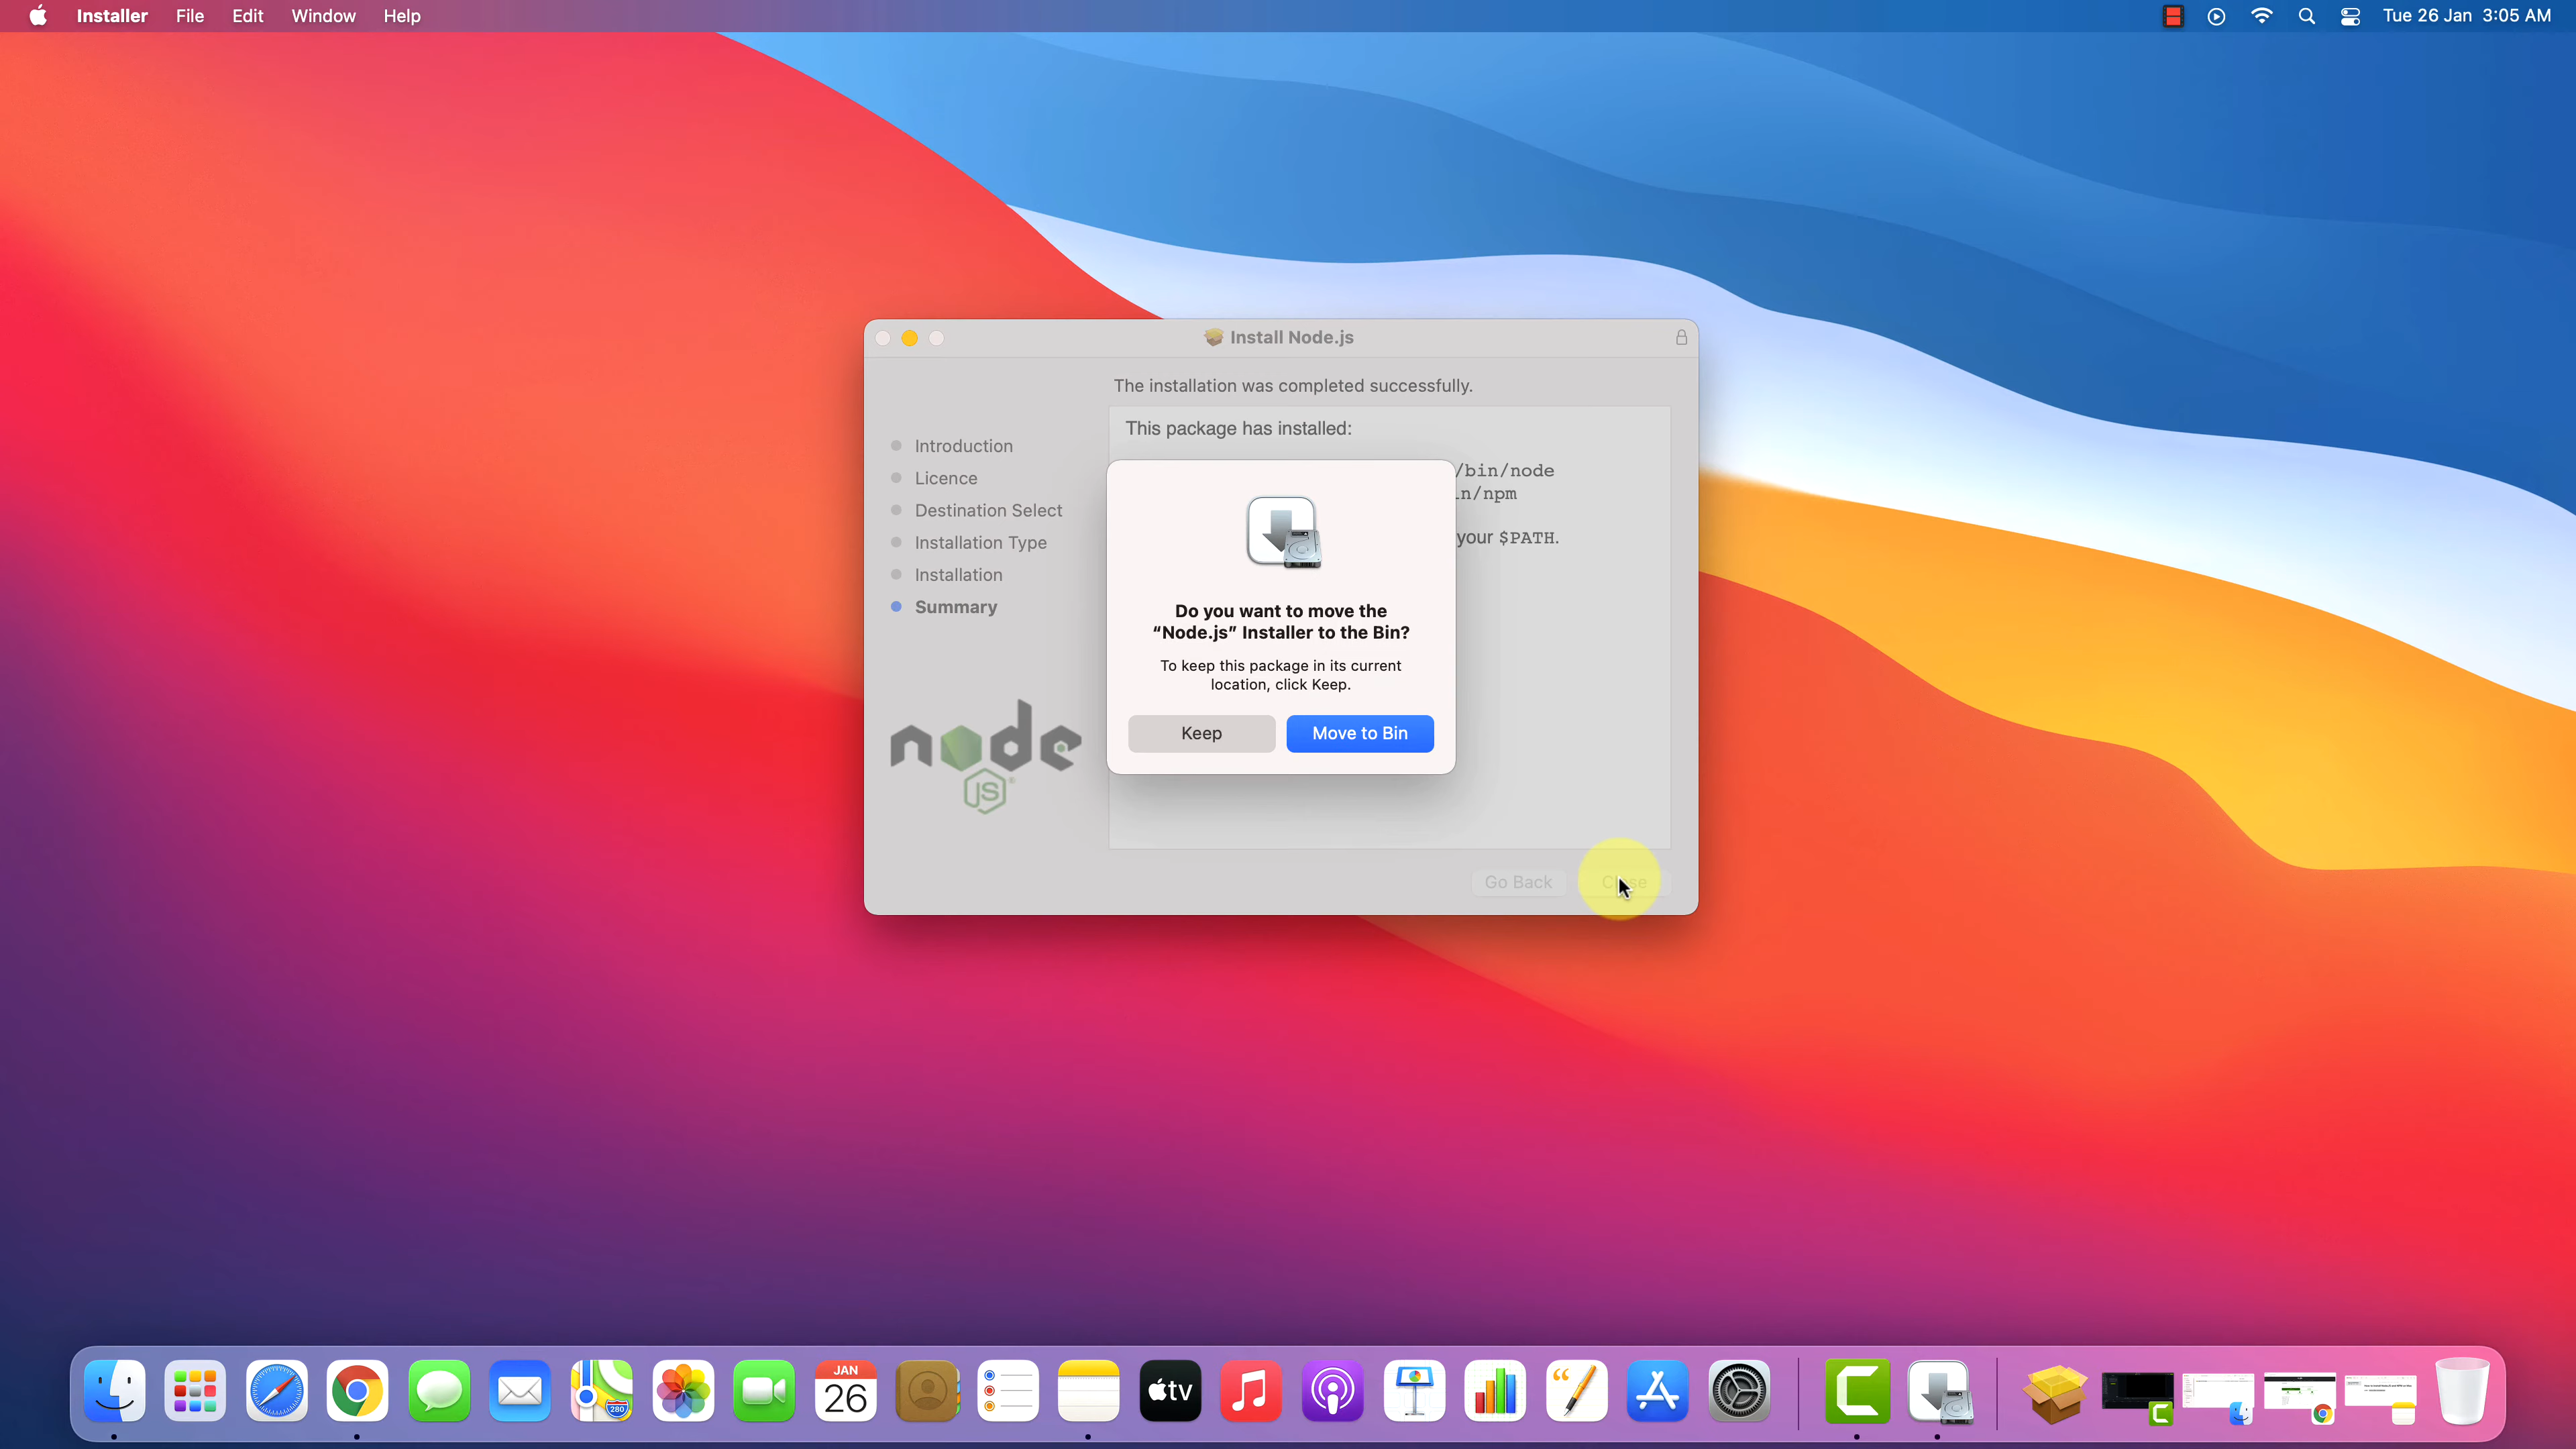 Installer File Edit Window Help
Tue 26 Jan 3:05 AM
Install Node.js
The installation was completed successfully.
This package has installed:
/bin/node
in/npm
your $PATH.
Introduction
Licence
Destination Select
Installation Type
Installation
Summary
node
JS
Do you want to move the
“Node.js” Installer to the Bin?
To keep this package in its current
location, click Keep.
Keep
Move to Bin
Go Back
Close
280
JAN
26
tv